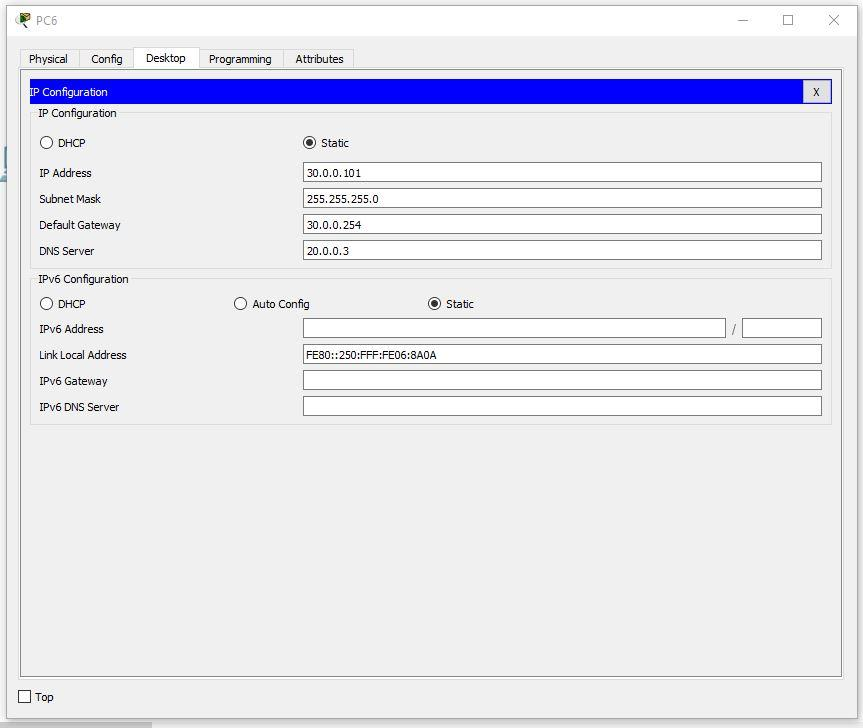 PC6
Physical Config Desktop Programming Attributes
IP Configuration X
IP Configuration
DHCP Static
IP Address 30.0.0.101
Subnet Mask 255.255.255.0
Default Gateway 30.0.0.254
DNS Server 20.0.0.3
IPv6 Configuration
DHCP Auto Config Static
IPv6 Address /
Link Local Address FE80::250:FFF:FE06:8A0A
IPv6 Gateway
IPv6 DNS Server
Top